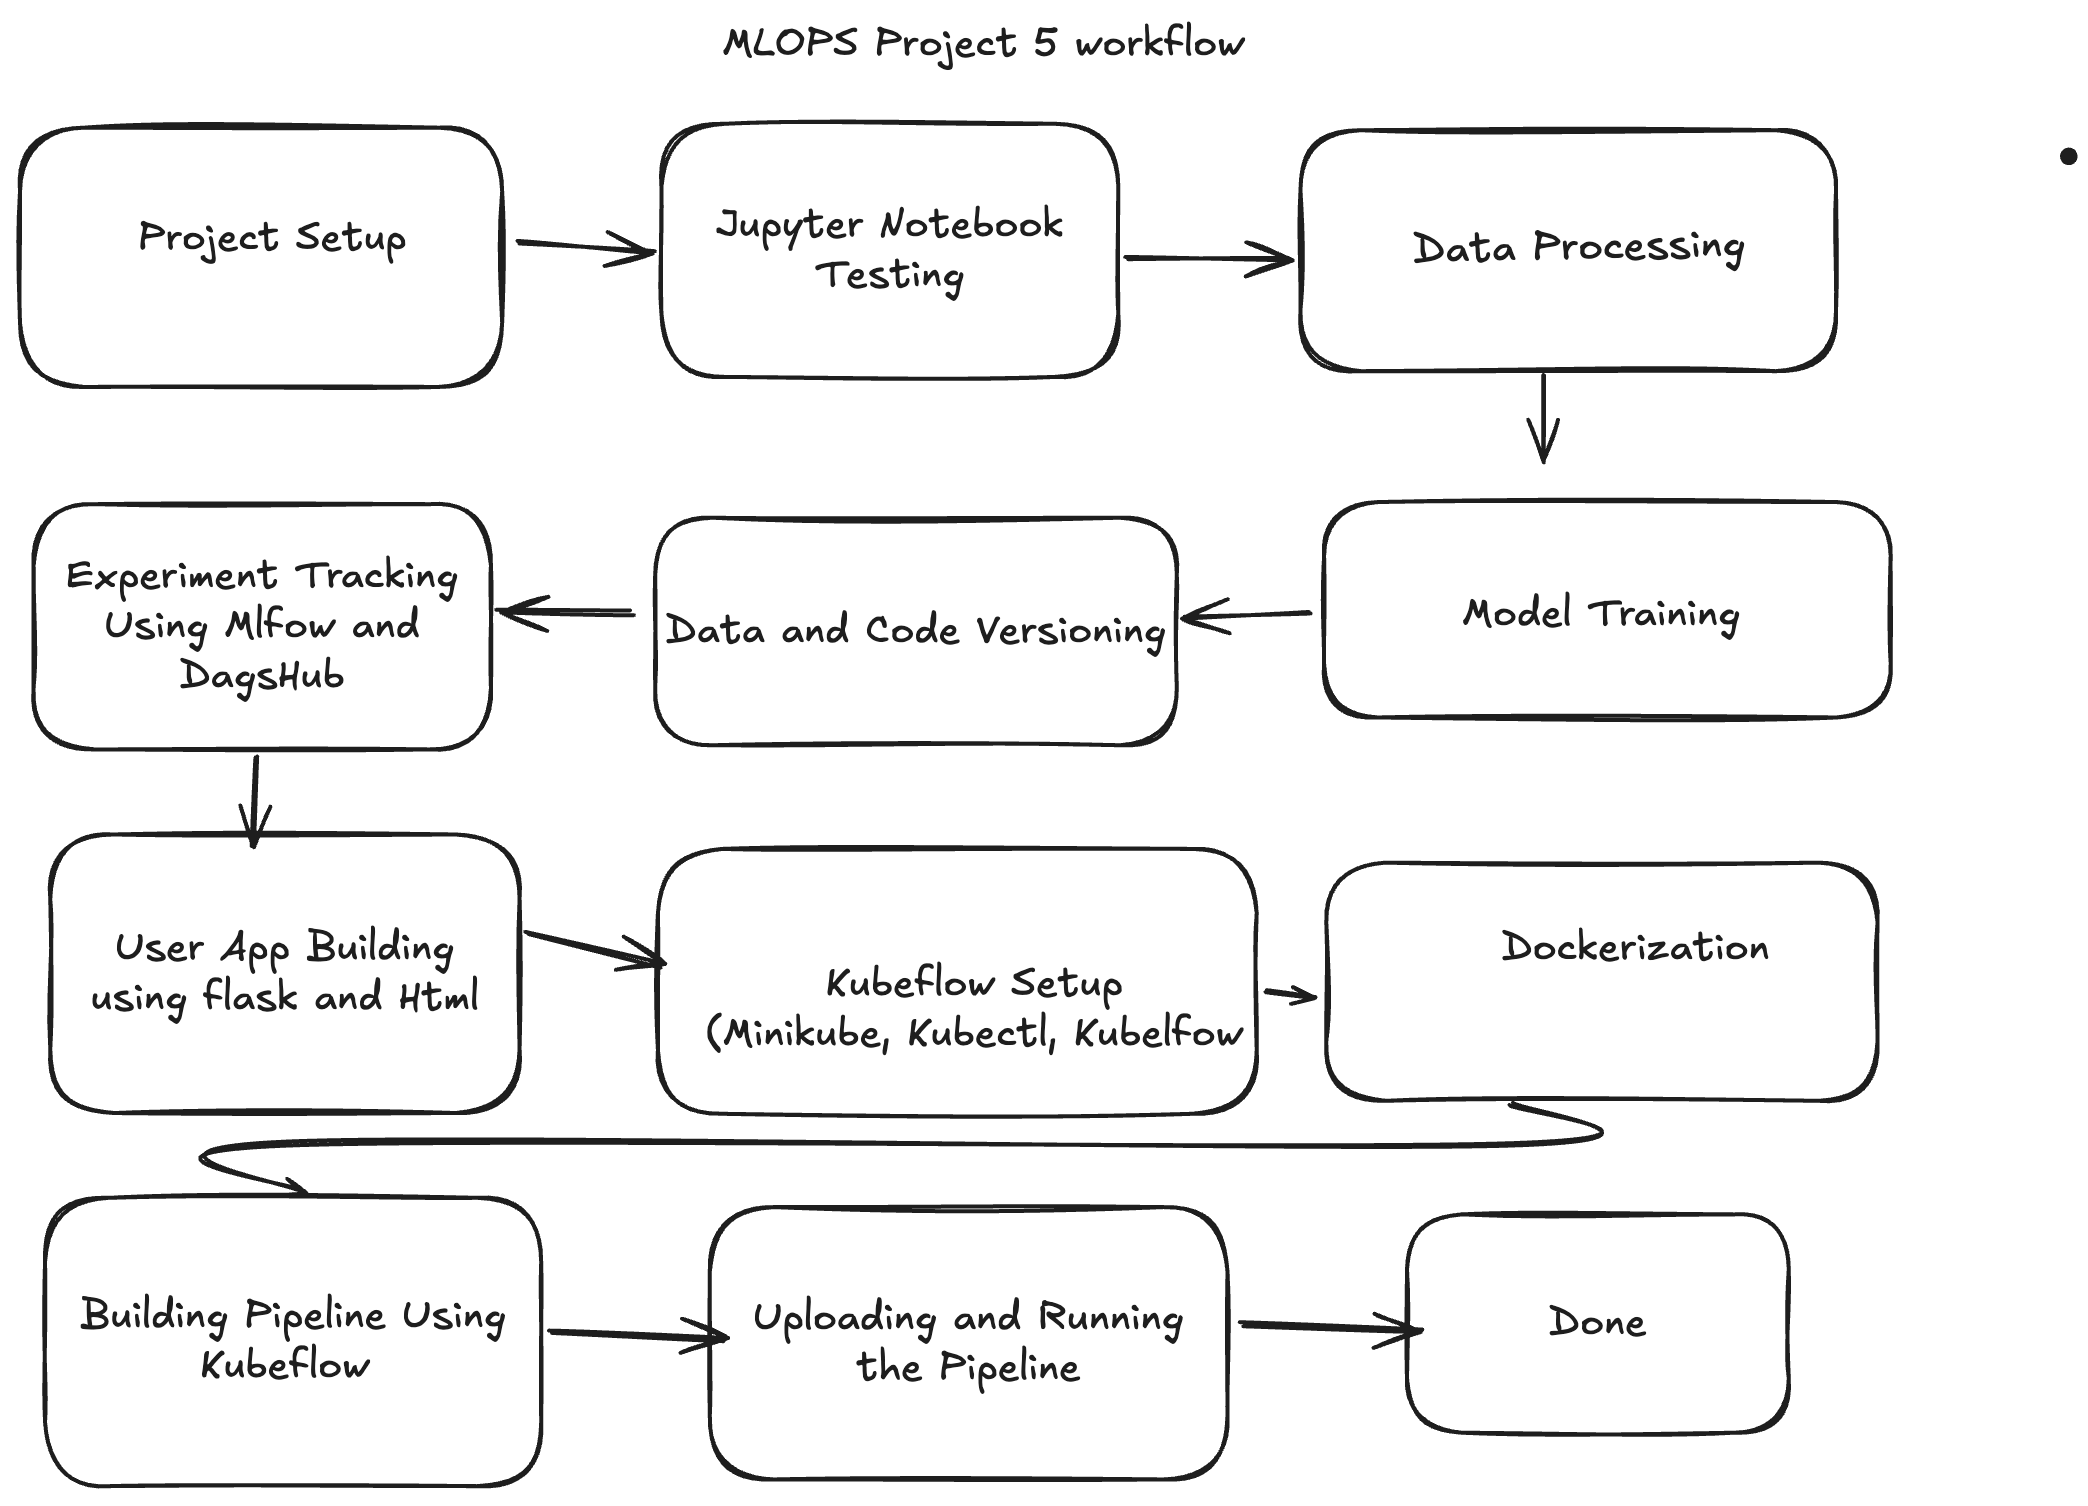 MLOPS Project 5 workflow
Project Setup
Jupyter Notebook
Testing
Data Processing
Model Training
Data and Code Versioning
Experiment Tracking
Using Mlfow and
DagsHub
User App Building
using flask and Html
Kubeflow Setup
(Minikube, Kubectl, Kubelfow
Dockerization
Building Pipeline Using
Kubeflow
Uploading and Running
the Pipeline
Done